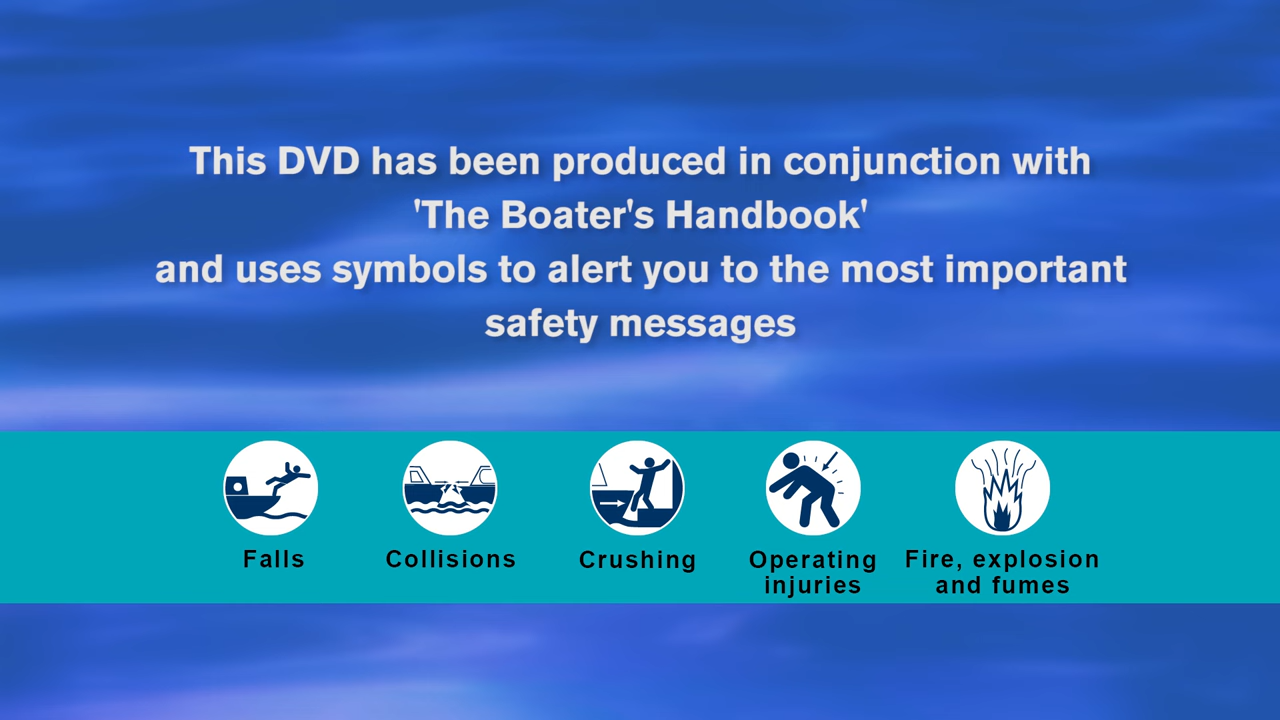 This DVD has been produced in conjunction with
'The Boater's Handbook'
and uses symbols to alert you to the most important
safety messages
Falls
Collisions
Crushing
Operating
injuries
Fire, explosion
and fumes